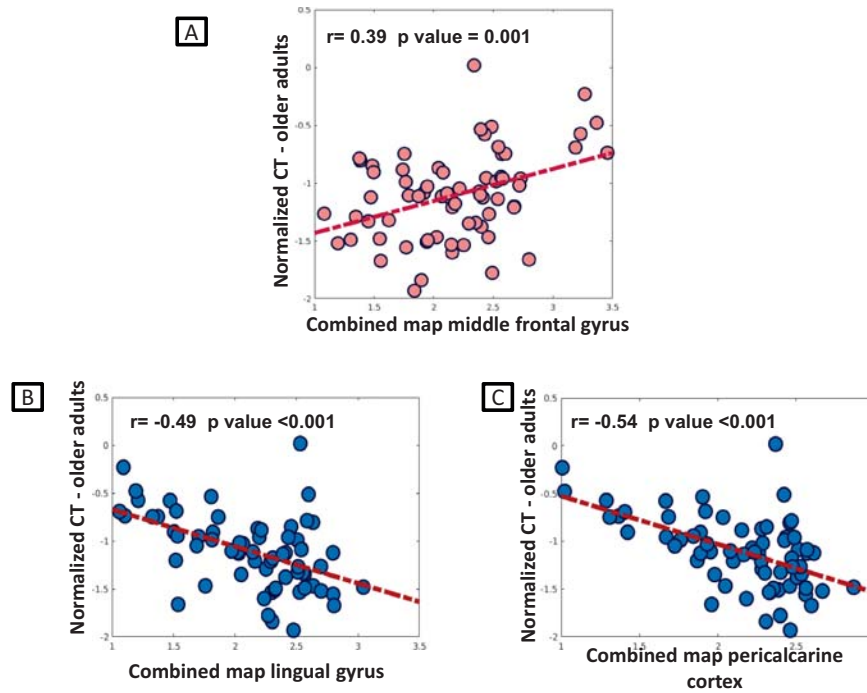 A
r= 0.39 p value = 0.001
Normalized CT - older adults
0.5
0
-0.5
-1
-1.5
-2
1
1.5
2
2.5
3
3.5
Combined map middle frontal gyrus
B
r= -0.49 p value <0.001
Normalized CT - older adults
0.5
0
-0.5
-1
-1.5
-2
1
1.5
2
2.5
3
3.5
Combined map lingual gyrus
C
r= -0.54 p value <0.001
Normalized CT - older adults
0.5
0
-0.5
-1
-1.5
-2
1
1.5
2
2.5
Combined map pericalcarine
cortex